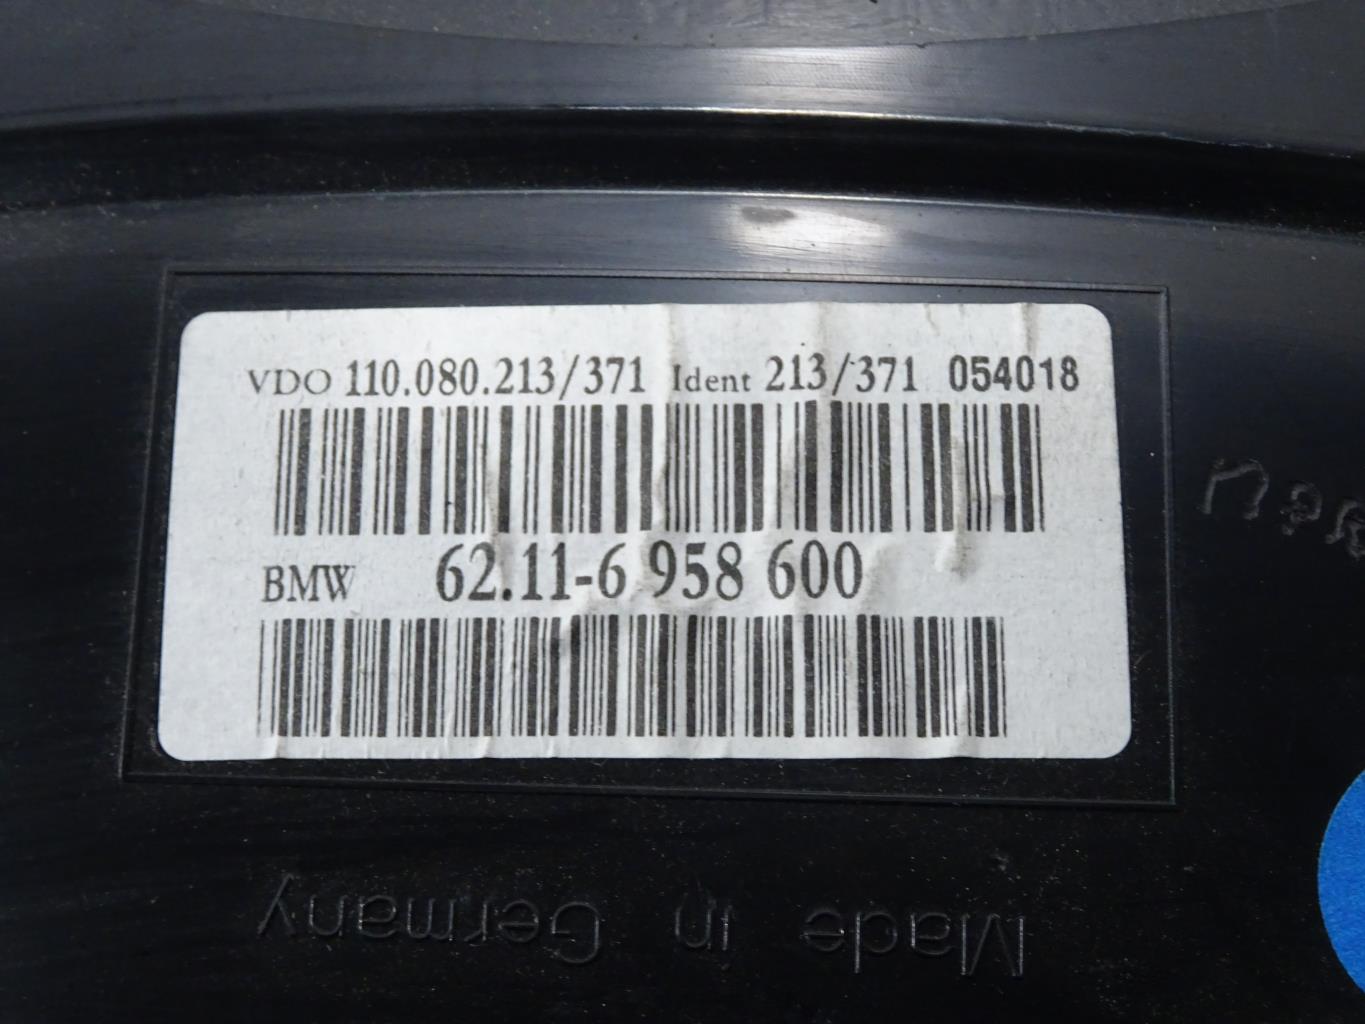 VDO 110.080.213/371 Ident 213/371 054018
BMW 62.11-6 958 600
Made in Germany